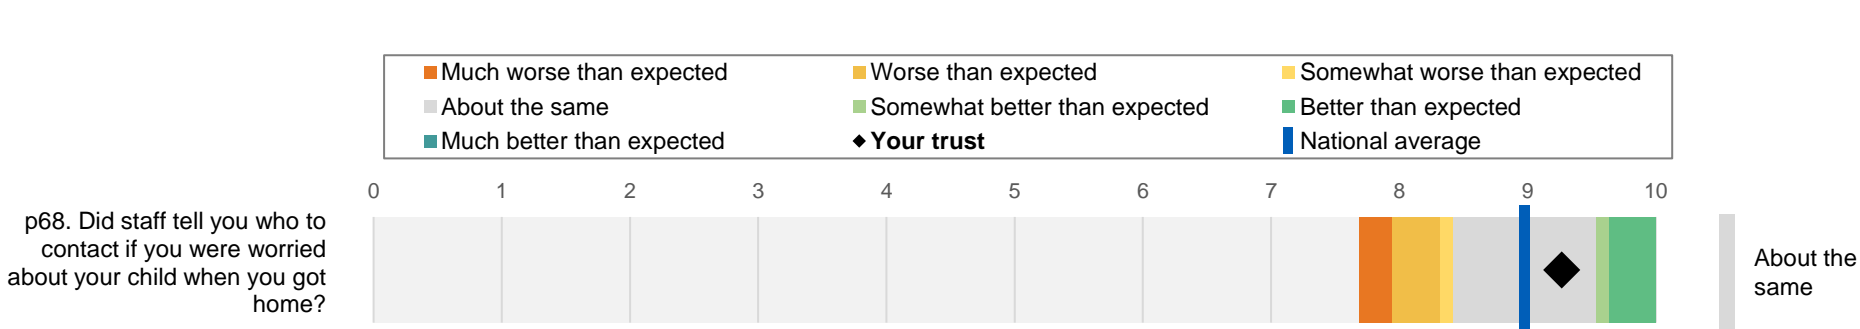 Much worse than expected Worse than expected Somewhat worse than expected
About the same Somewhat better than expected Better than expected
Much better than expected Your trust National average
0 1 2 3 4 5 6 7 8 9 10
p68. Did staff tell you who to
contact if you were worried
about your child when you got
home?
About the
same